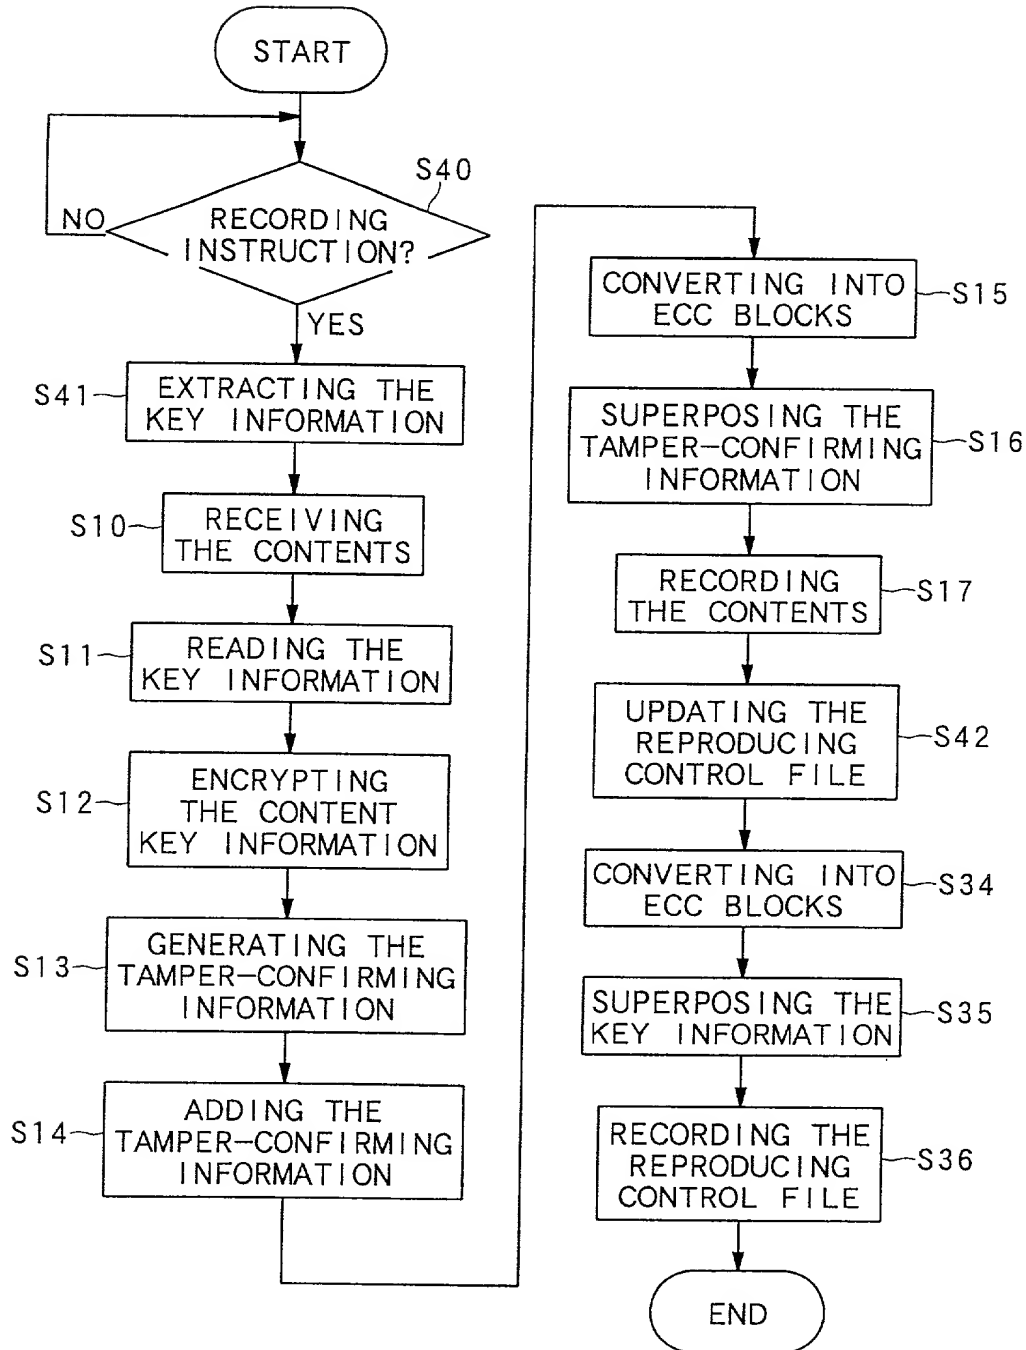 START
S40
NO
RECORDING
INSTRUCTION?
YES
S41
EXTRACTING THE
KEY INFORMATION
S10
RECEIVING
THE CONTENTS
S11
READING THE
KEY INFORMATION
S12
ENCRYPTING
THE CONTENT
KEY INFORMATION
S13
GENERATING THE
TAMPER-CONFIRMING
INFORMATION
S14
ADDING THE
TAMPER-CONFIRMING
INFORMATION
CONVERTING INTO
ECC BLOCKS
S15
SUPERPOSING THE
TAMPER-CONFIRMING
INFORMATION
S16
RECORDING
THE CONTENTS
S17
UPDATING THE
REPRODUCING
CONTROL FILE
S42
CONVERTING INTO
ECC BLOCKS
S34
SUPERPOSING THE
KEY INFORMATION
S35
RECORDING THE
REPRODUCING
CONTROL FILE
S36
END